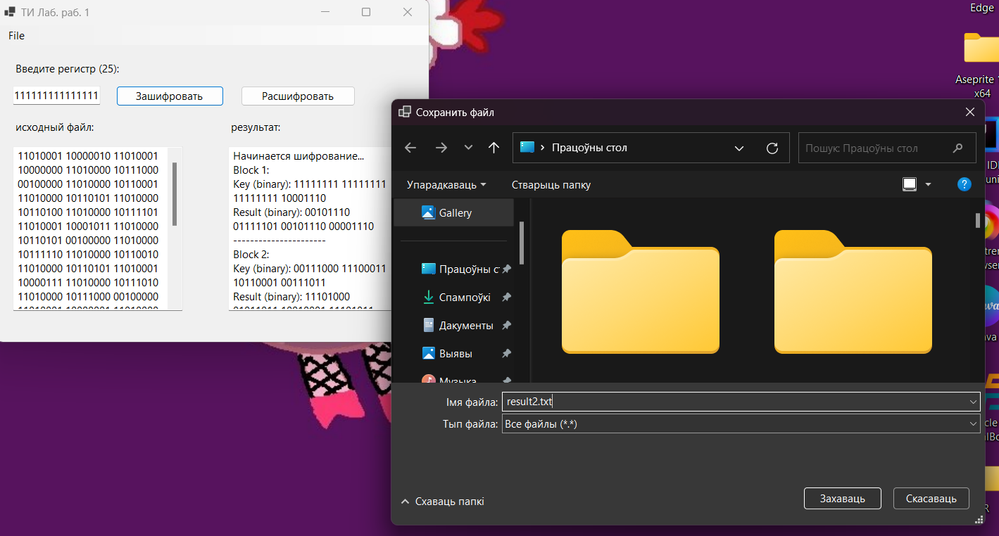 ТИ Лаб. раб. 1
File
Введите регистр (25):
111111111111111
Зашифровать
Расшифровать
исходный файл:
результат:
11010001 10000010 11010001
10000000 11010000 10111000
00100000 11010000 10110001
11010000 10110101 11010000
10110100 11010000 10111101
11010001 10001011 11010000
10110101 00100000 11010000
10111110 11010000 10110010
11010000 10110101 11010001
10000111 11010000 10111010
11010000 10111000 00100000
11010001 10000001 11010000
Начинается шифрование...
Block 1:
Key (binary): 11111111 11111111
11111111 10001110
Result (binary): 00101110
01111101 00101110 00001110
----------------------
Block 2:
Key (binary): 00111000 11100011
10110001 00111011
Result (binary): 11101000
Сохранить файл
Працоўны стол
Пошук: Працоўны стол
Упарадкаваць
Стварыць папку
?
Gallery
Працоўны ст
Спампоўкі
Дакументы
Выявы
Музыка
Імя файла:
result2.txt
Тып файла:
Все файлы (*.*)
Схаваць папкі
Захаваць
Скасаваць
Edge
Aseprite
x64